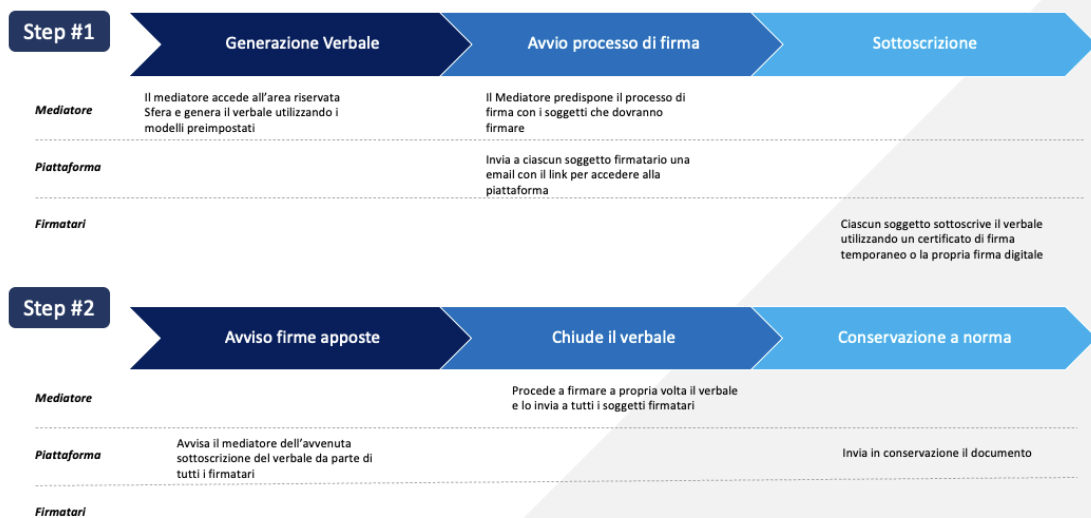 Step #1
Generazione Verbale
Avvio processo di firma
Sottoscrizione
Mediatore
Il mediatore accede all'area riservata
Sfera e genera il verbale utilizzando i
modelli preimpostati
Il Mediatore predispone il processo di
firma con i soggetti che dovranno
firmare
Piattaforma
Invia a ciascun soggetto firmatario una
email con il link per accedere alla
piattaforma
Firmatari
Ciascun soggetto sottoscrive il verbale
utilizzando un certificato di firma
temporaneo o la propria firma digitale
Step #2
Avviso firme apposte
Chiude il verbale
Conservazione a norma
Mediatore
Procede a firmare a propria volta il verbale
e lo invia a tutti i soggetti firmatari
Piattaforma
Avvisa il mediatore dell'avvenuta
sottoscrizione del verbale da parte di
tutti i firmatari
Invia in conservazione il documento
Firmatari